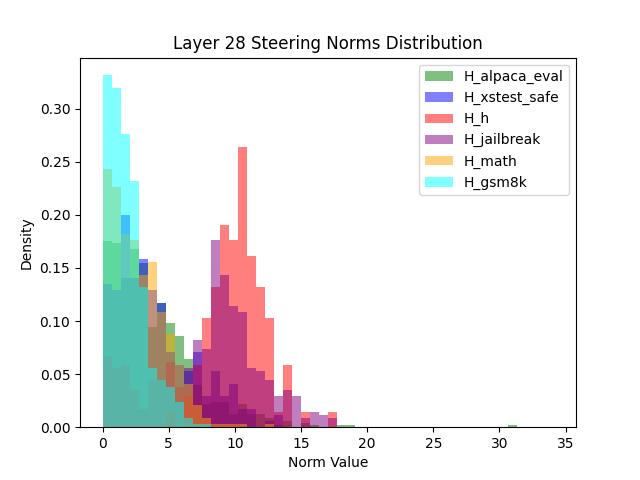 Layer 28 Steering Norms Distribution
H_alpaca_eval
H_xstest_safe
H_h
H_jailbreak
H_math
H_gsm8k
Density
0.30
0.25
0.20
0.15
0.10
0.05
0.00
0 5 10 15 20 25 30 35
Norm Value